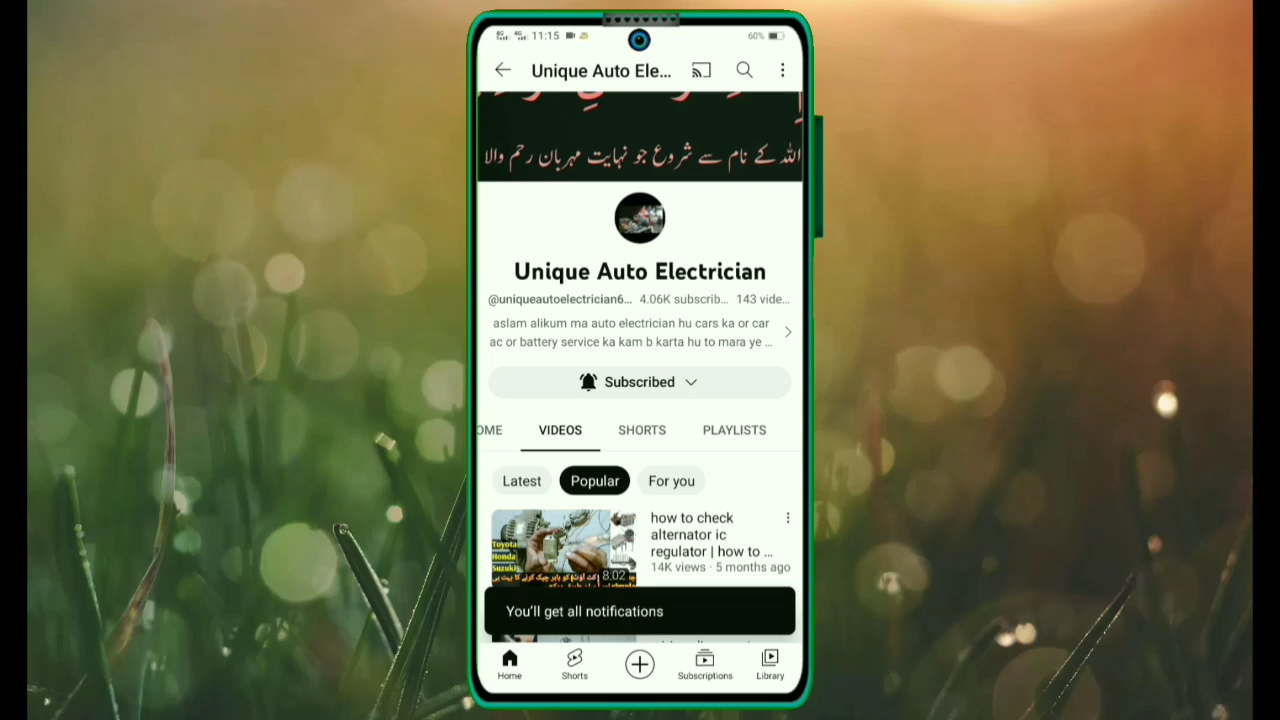 11:15
60%
Unique Auto Ele...
اللہ کے نام سے شروع جو نہایت مہربان رحم والا
Unique Auto Electrician
@uniqueautoelectrician6... 4.06K subscrib... 143 vide...
aslam alikum ma auto electrician hu cars ka or car
ac or battery service ka kam b karta hu to mara ye ...
Subscribed
OME VIDEOS SHORTS PLAYLISTS
Latest Popular For you
how to check
alternator ic
regulator | how to ...
14K views · 5 months ago
Toyota
Honda
Suzuki
8:02
You'll get all notifications
Home Shorts Subscriptions Library